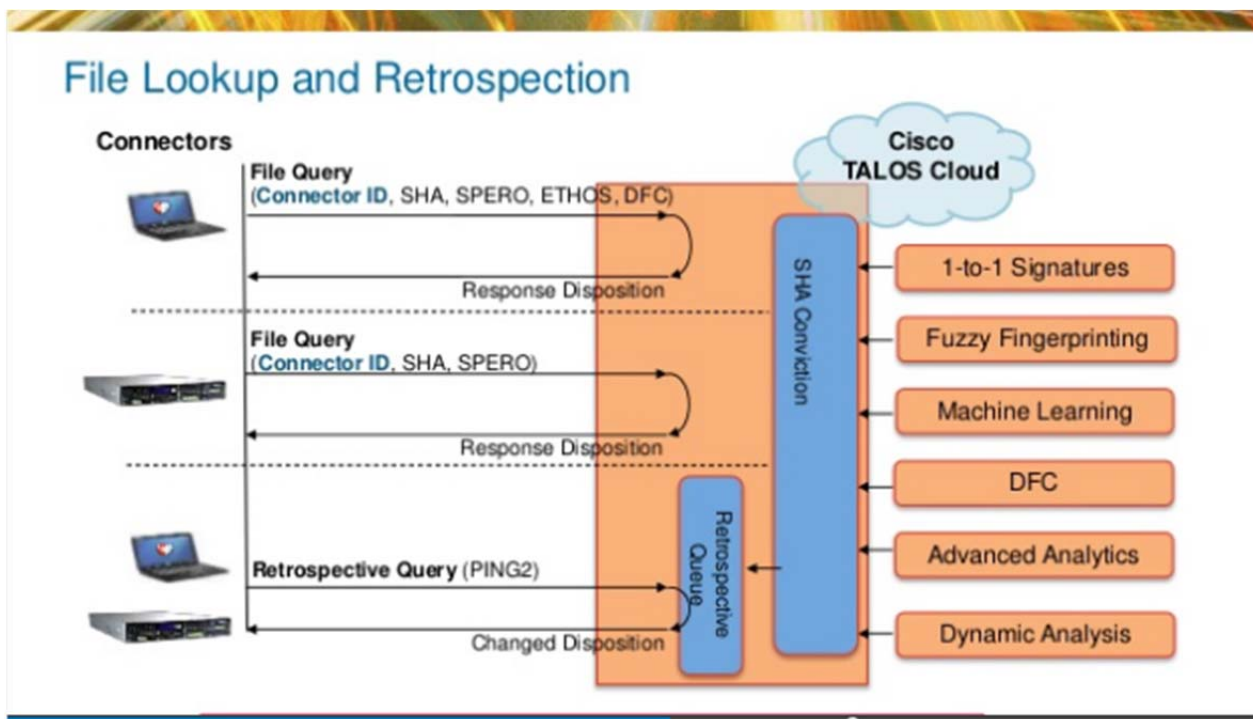 File Lookup and Retrospection
Connectors
Cisco
TALOS Cloud
File Query
(Connector ID, SHA, SPERO, ETHOS, DFC)
Response Disposition
File Query
(Connector ID, SHA, SPERO)
Response Disposition
Retrospective Query (PING2)
Changed Disposition
Retrospective
Queue
SHA Conviction
1-to-1 Signatures
Fuzzy Fingerprinting
Machine Learning
DFC
Advanced Analytics
Dynamic Analysis